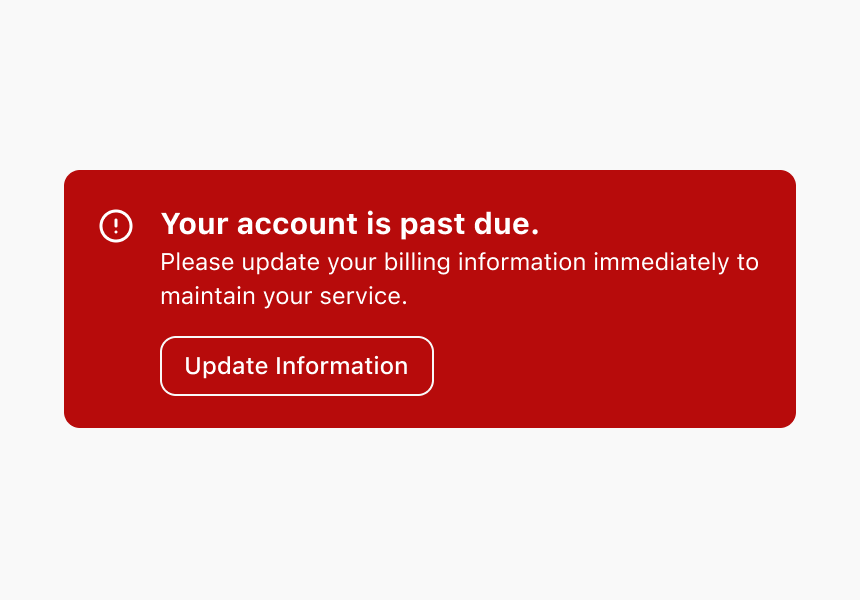 Your account is past due.
Please update your billing information immediately to
maintain your service.
Update Information